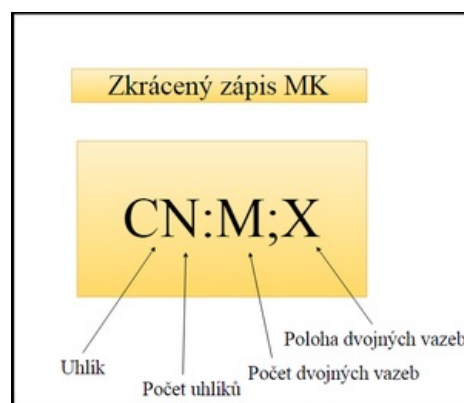 Zkrácený zápis MK
CN:M;X
Poloha dvojných vazeb
Uhlík
Počet dvojných vazeb
Počet uhlíků